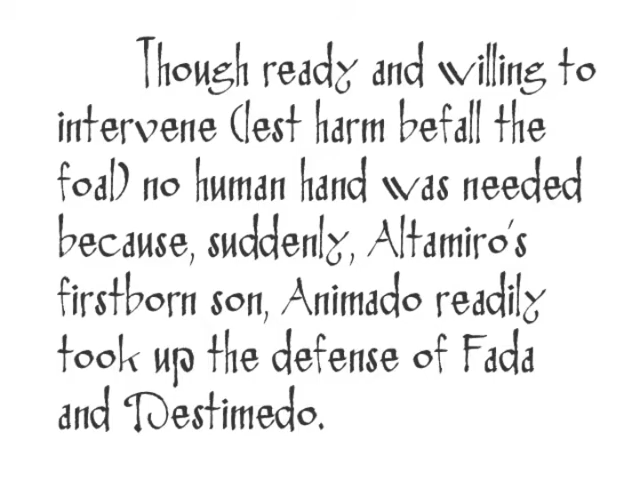 Though ready and willing to
intervene (lest harm befall the
foal) no human hand was needed
because, suddenly, Altamiro's
firstborn son, Animado readily
took up the defense of Fada
and Destimedo.